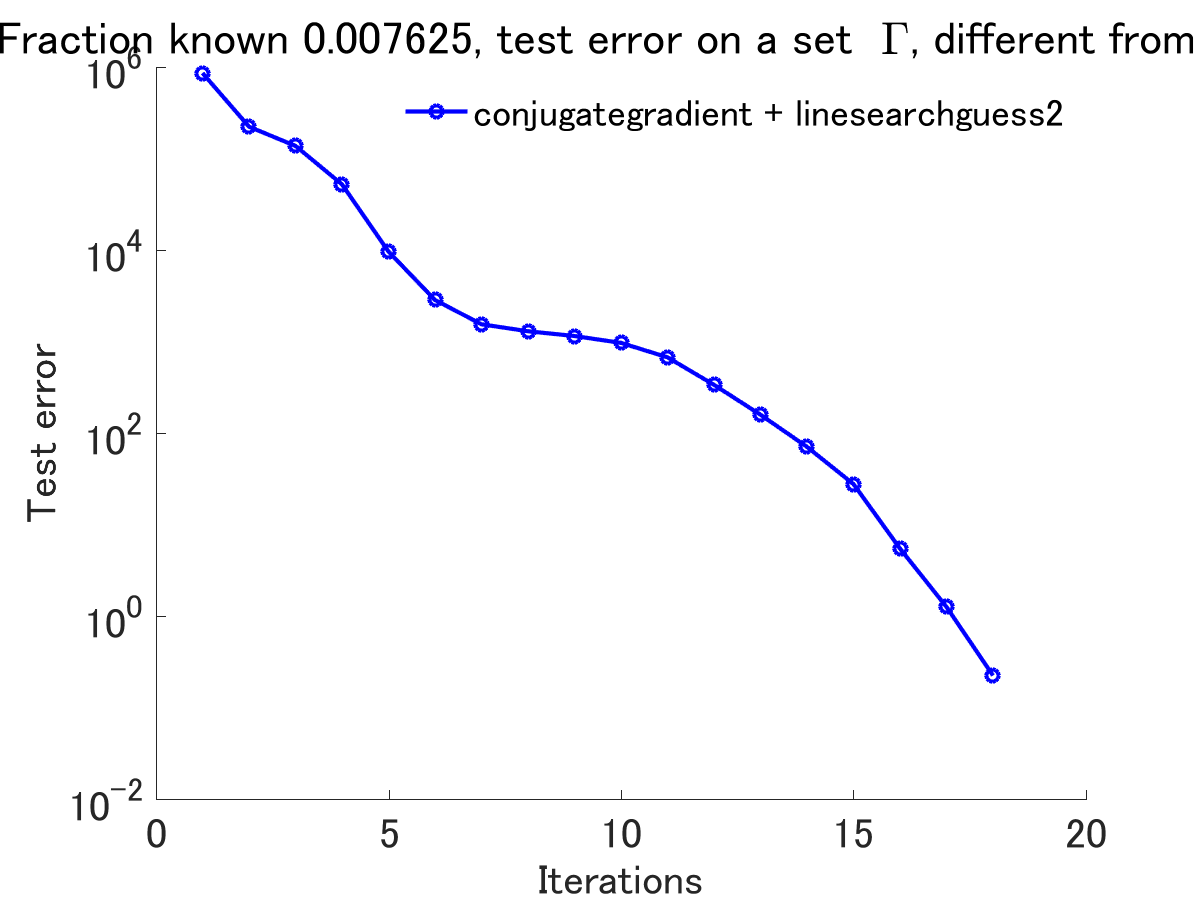 Fraction known 0.007625, test error on a set Γ, different from
10^6
conjugategradient + linesearchguess2
10^4
10^2
10^0
10^-2
Test error
0 5 10 15 20
Iterations